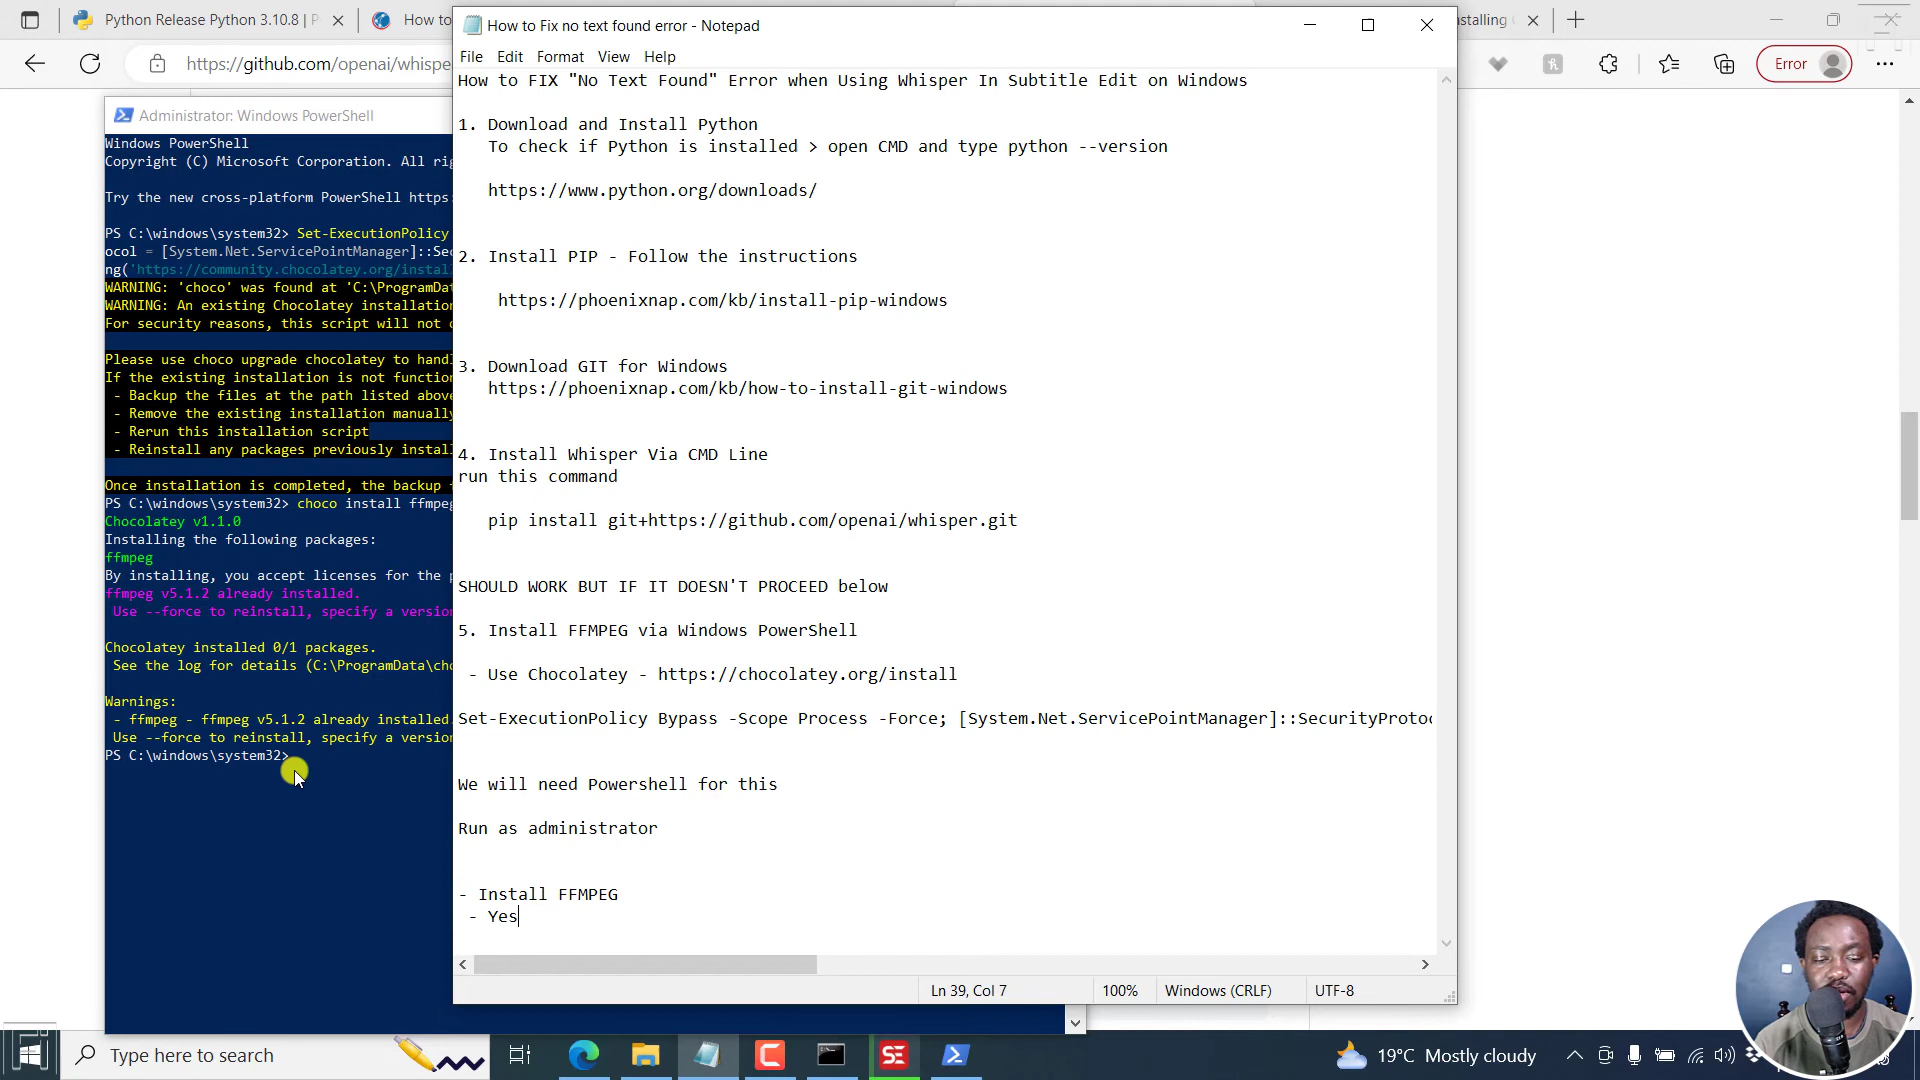 Python Release Python 3.10.8 | P
How to
stalling
https://github.com/openai/whispe
Error
How to Fix no text found error - Notepad
File Edit Format View Help
How to FIX "No Text Found" Error when Using Whisper In Subtitle Edit on Windows
1. Download and Install Python
To check if Python is installed > open CMD and type python --version
https://www.python.org/downloads/
2. Install PIP - Follow the instructions
https://phoenixnap.com/kb/install-pip-windows
3. Download GIT for Windows
https://phoenixnap.com/kb/how-to-install-git-windows
4. Install Whisper Via CMD Line
run this command
pip install git+https://github.com/openai/whisper.git
SHOULD WORK BUT IF IT DOESN'T PROCEED below
5. Install FFMPEG via Windows PowerShell
- Use Chocolatey - https://chocolatey.org/install
Set-ExecutionPolicy Bypass -Scope Process -Force; [System.Net.ServicePointManager]::SecurityProtoc
We will need Powershell for this
Run as administrator
- Install FFMPEG
- Yes
Ln 39, Col 7
100%
Windows (CRLF)
UTF-8
Administrator: Windows PowerShell
Windows PowerShell
Copyright (C) Microsoft Corporation. All rig
Try the new cross-platform PowerShell https:
PS C:\windows\system32> Set-ExecutionPolicy
ocol = [System.Net.ServicePointManager]::Sec
ng('https://community.chocolatey.org/instal
WARNING: 'choco' was found at 'C:\ProgramDat
WARNING: An existing Chocolatey installation
For security reasons, this script will not o
Please use choco upgrade chocolatey to handl
If the existing installation is not function
- Backup the files at the path listed above
- Remove the existing installation manually
- Rerun this installation script
- Reinstall any packages previously install
Once installation is completed, the backup f
PS C:\windows\system32> choco install ffmpeg
Chocolatey v1.1.0
Installing the following packages:
ffmpeg
By installing, you accept licenses for the p
ffmpeg v5.1.2 already installed.
Use --force to reinstall, specify a version
Chocolatey installed 0/1 packages.
See the log for details (C:\ProgramData\cho
Warnings:
- ffmpeg - ffmpeg v5.1.2 already installed.
Use --force to reinstall, specify a version
PS C:\windows\system32>
Type here to search
SE
19°C Mostly cloudy